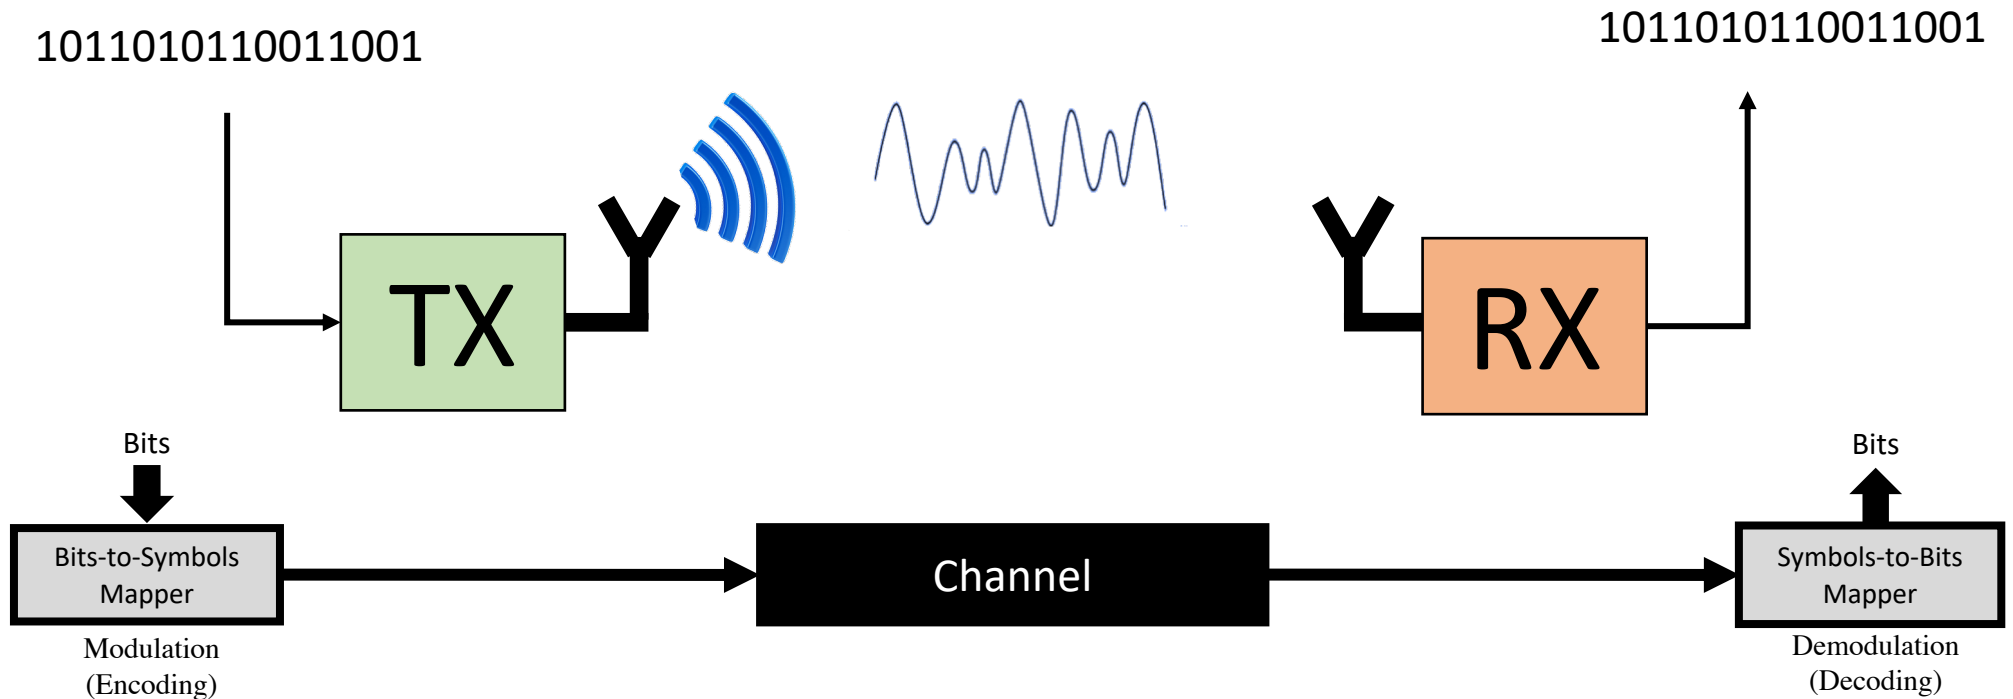 1011010110011001
1011010110011001
TX
RX
Bits
Bits
Bits-to-Symbols
Mapper
Channel
Symbols-to-Bits
Mapper
Modulation
(Encoding)
Demodulation
(Decoding)